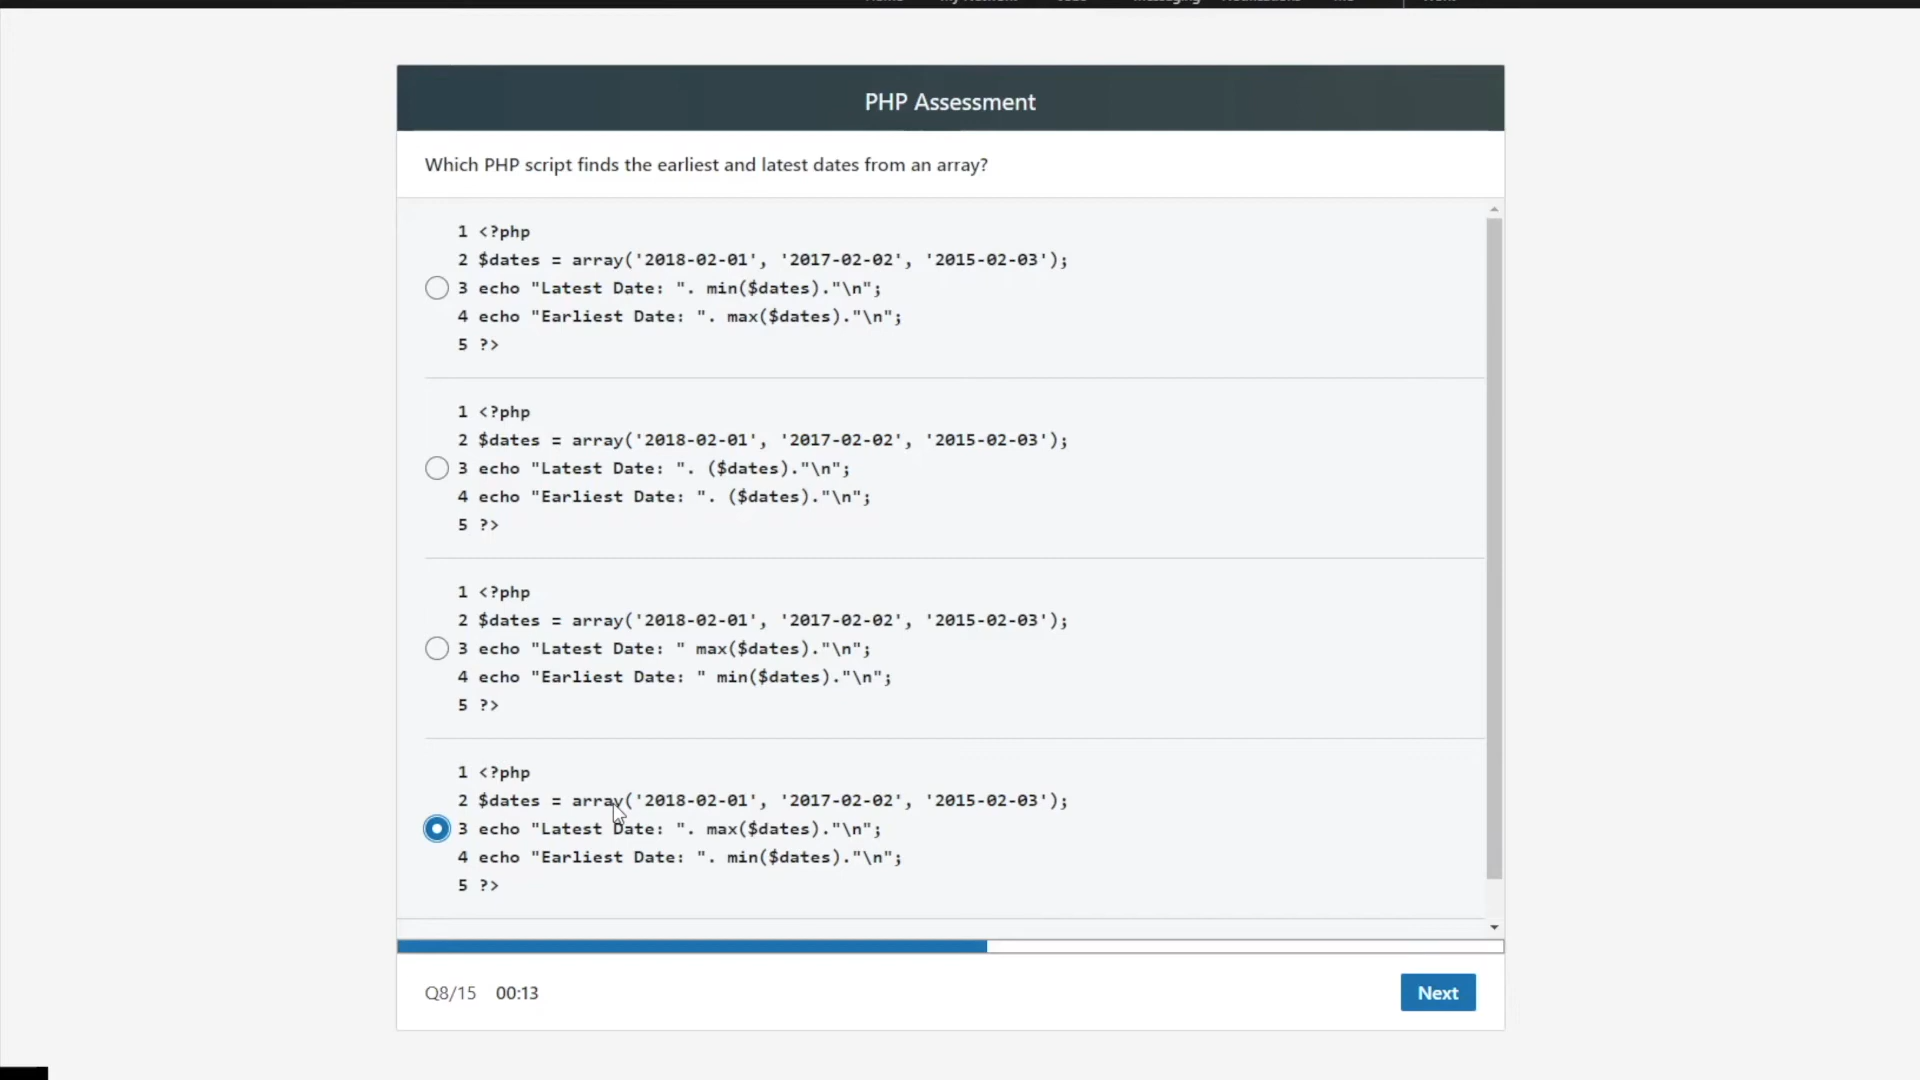 PHP Assessment
Which PHP script finds the earliest and latest dates from an array?
1 <?php
2 $dates = array('2018-02-01', '2017-02-02', '2015-02-03');
3 echo "Latest Date: ". min($dates)."\n";
4 echo "Earliest Date: ". max($dates)."\n";
5 ?>
1 <?php
2 $dates = array('2018-02-01', '2017-02-02', '2015-02-03');
3 echo "Latest Date: ". ($dates)."\n";
4 echo "Earliest Date: ". ($dates)."\n";
5 ?>
1 <?php
2 $dates = array('2018-02-01', '2017-02-02', '2015-02-03');
3 echo "Latest Date: " max($dates)."\n";
4 echo "Earliest Date: " min($dates)."\n";
5 ?>
1 <?php
2 $dates = array('2018-02-01', '2017-02-02', '2015-02-03');
3 echo "Latest Date: ". max($dates)."\n";
4 echo "Earliest Date: ". min($dates)."\n";
5 ?>
Q8/15 00:13 Next